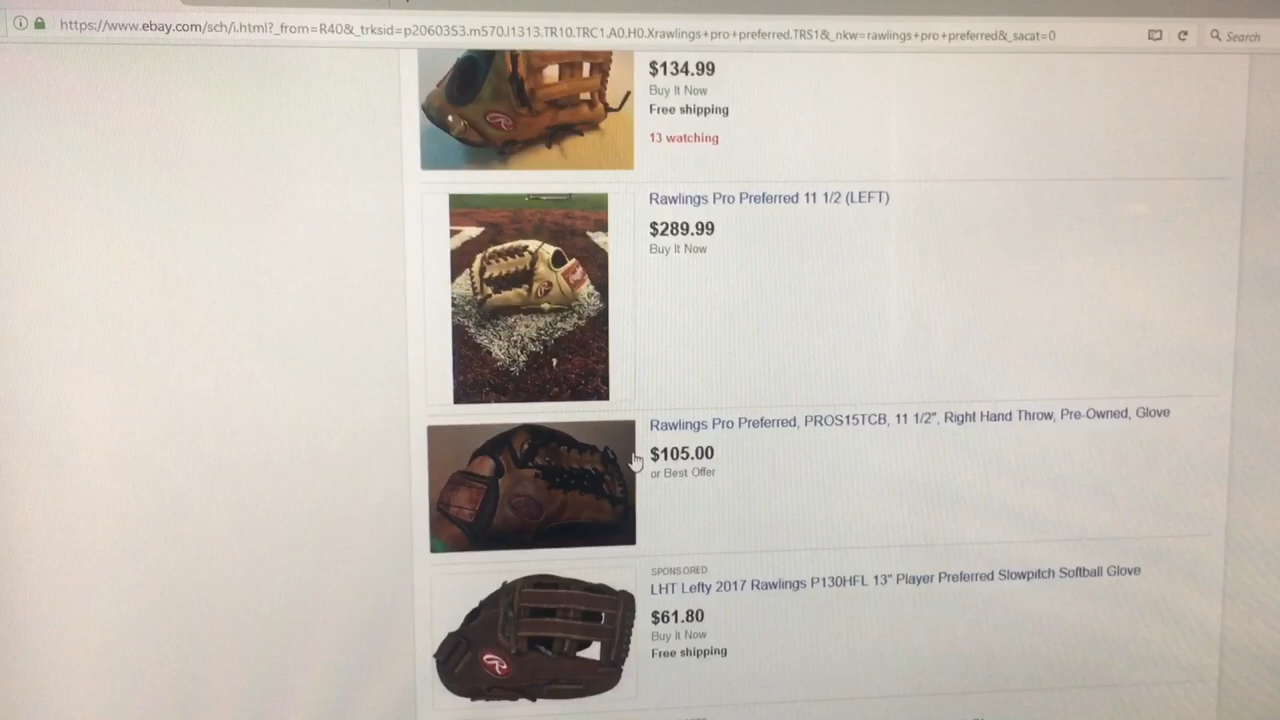 https://www.ebay.com/sch/i.html?_from=R40&_trksid=p2060353.m570.l1313.TR10.TRC1.A0.H0.Xrawlings+pro+preferred.TRS1&_nkw=rawlings+pro+preferred&_sacat=0
Search
$134.99
Buy It Now
Free shipping
13 watching
Rawlings Pro Preferred 11 1/2 (LEFT)
$289.99
Buy It Now
Rawlings Pro Preferred, PROS15TCB, 11 1/2", Right Hand Throw, Pre-Owned, Glove
$105.00
or Best Offer
SPONSORED
LHT Lefty 2017 Rawlings P130HFL 13" Player Preferred Slowpitch Softball Glove
$61.80
Buy It Now
Free shipping